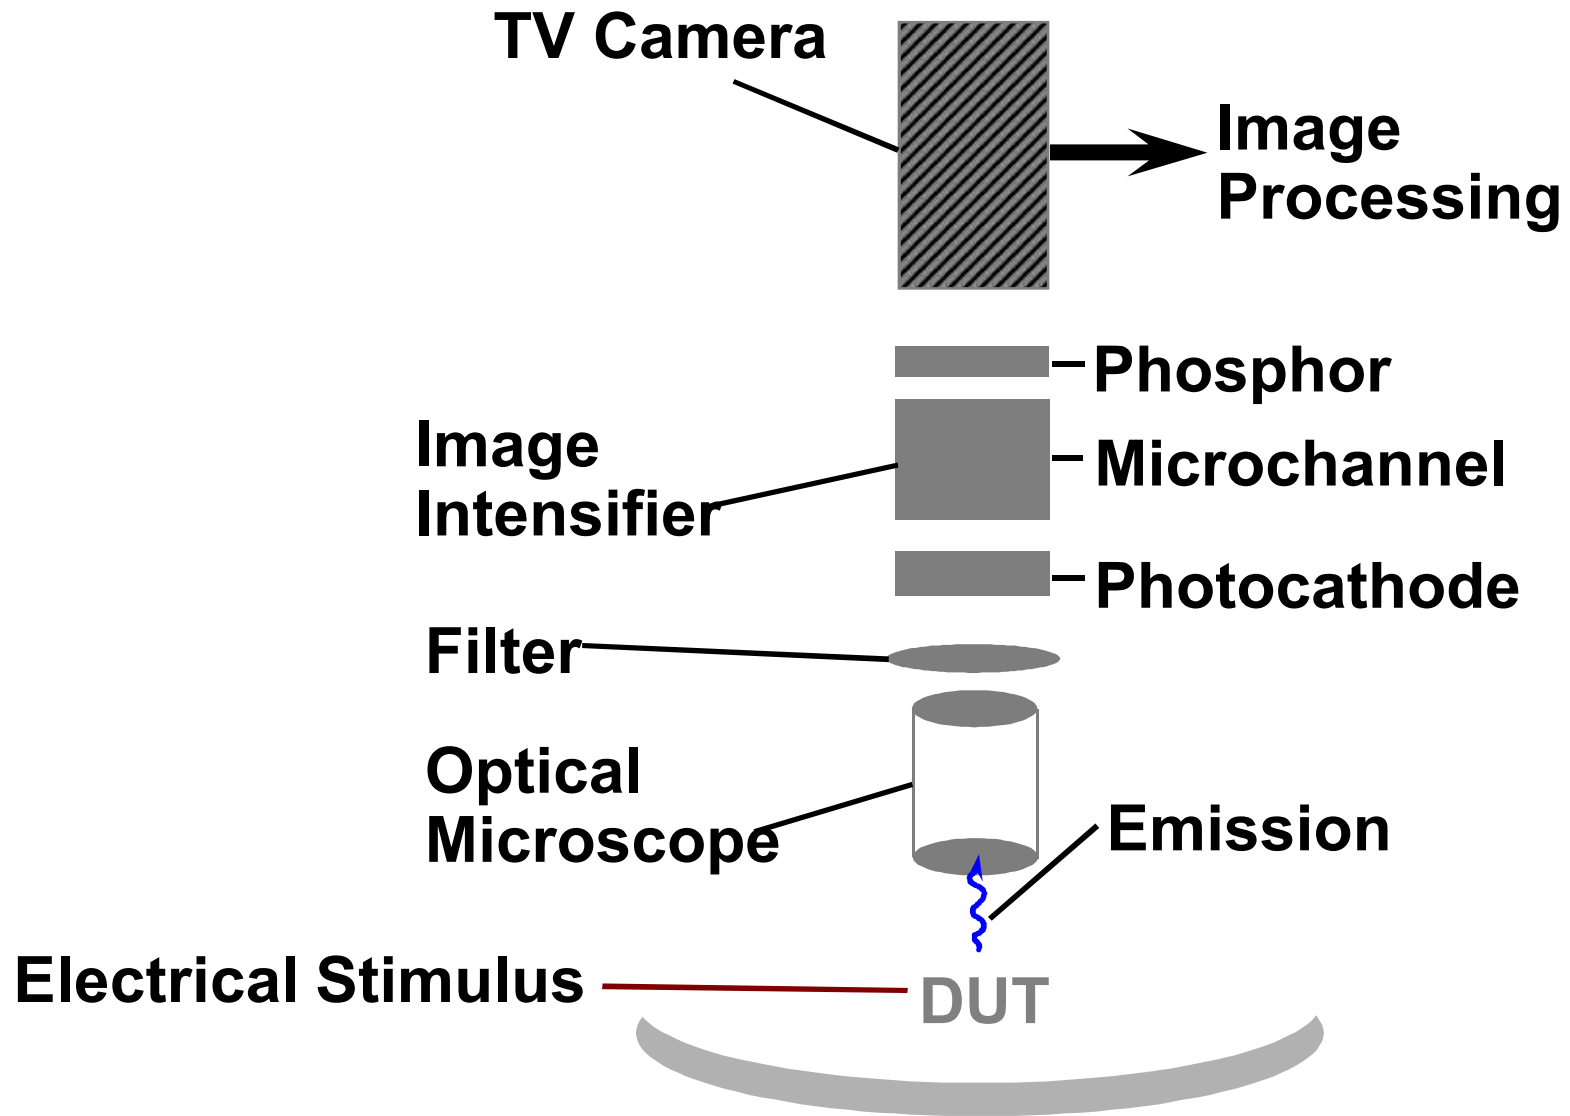 TV Camera
Image
Processing
Phosphor
Image
Intensifier
Microchannel
Photocathode
Filter
Optical
Microscope
Emission
Electrical Stimulus
DUT